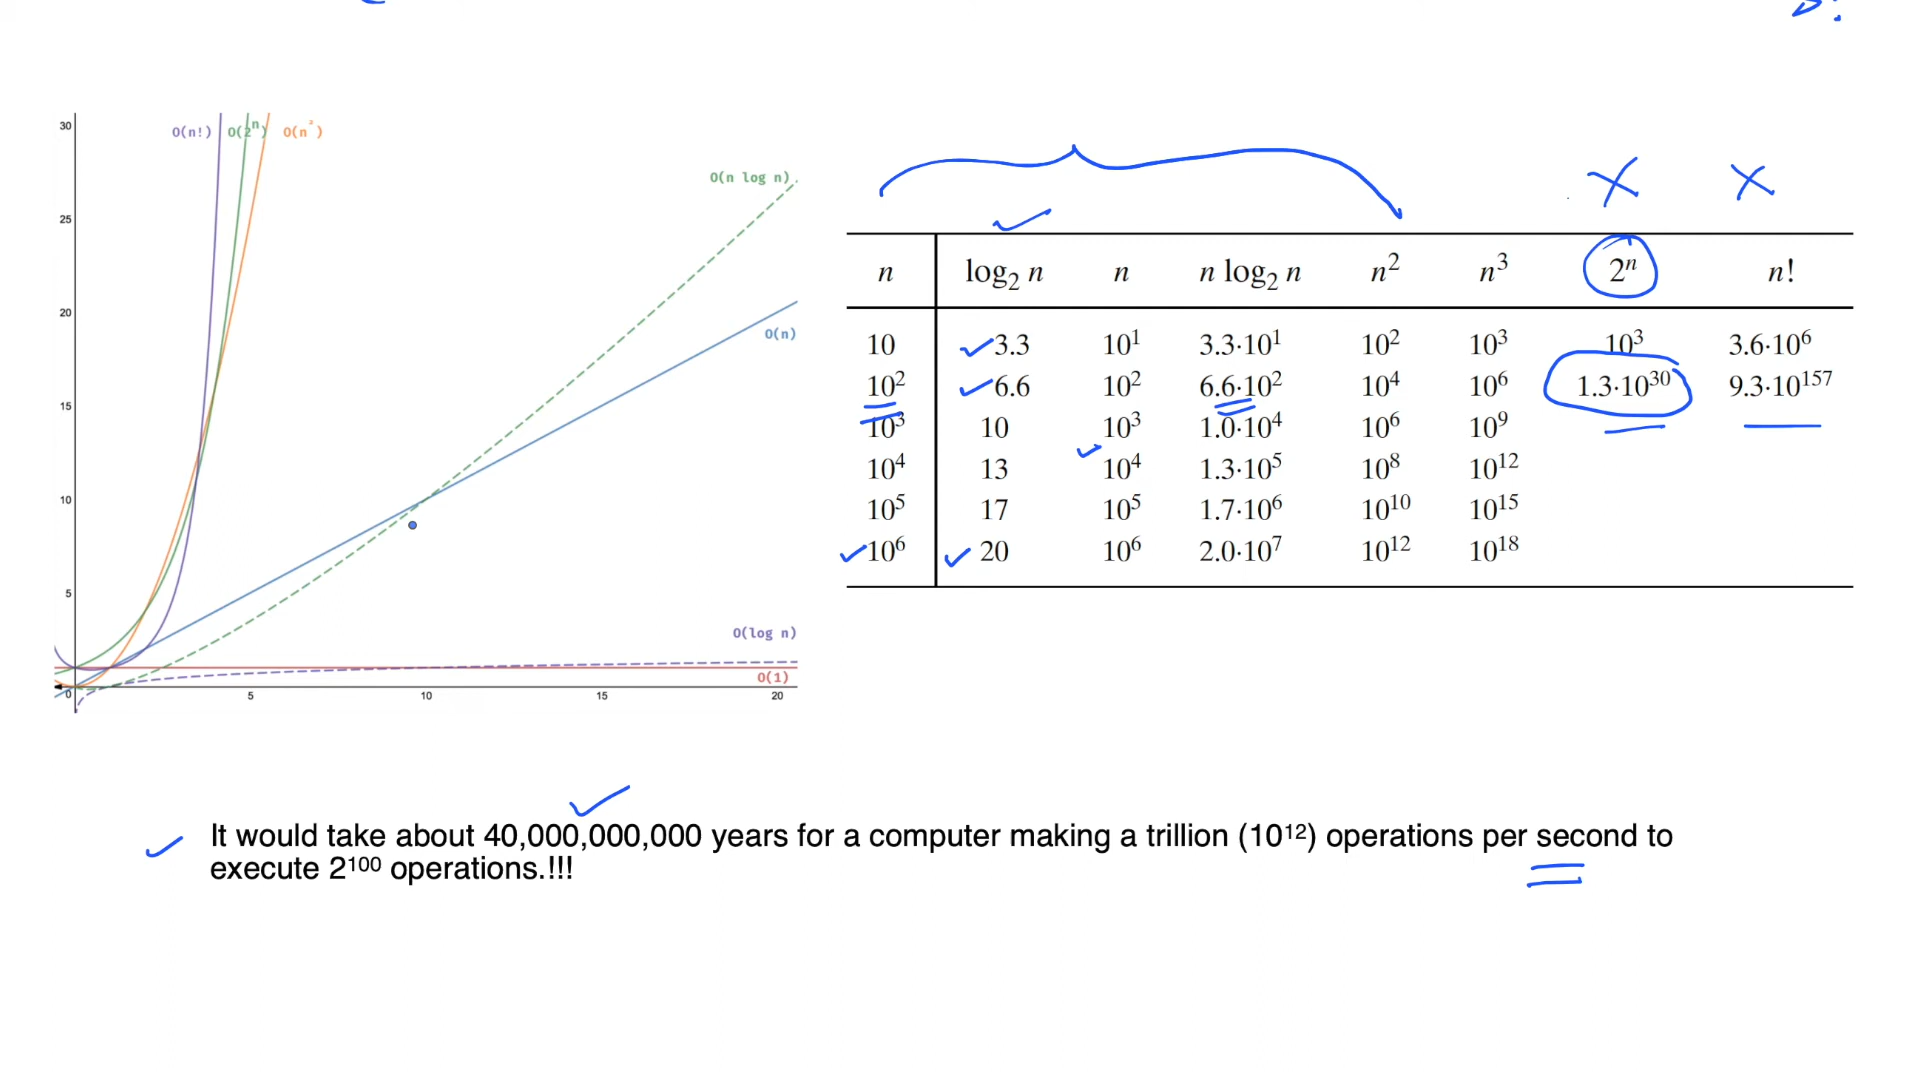 30
O(n!) O(2ⁿ) O(n²)
O(n log n)
25
20
O(n)
15
10
5
O(log n)
O(1)
0 5 10 15 20
n log₂ n n n log₂ n n² n³ 2ⁿ n!
10 3.3 10¹ 3.3·10¹ 10² 10³ 10³ 3.6·10⁶
10² 6.6 10² 6.6·10² 10⁴ 10⁶ 1.3·10³⁰ 9.3·10¹⁵⁷
10³ 10 10³ 1.0·10⁴ 10⁶ 10⁹
10⁴ 13 10⁴ 1.3·10⁵ 10⁸ 10¹²
10⁵ 17 10⁵ 1.7·10⁶ 10¹⁰ 10¹⁵
10⁶ 20 10⁶ 2.0·10⁷ 10¹² 10¹⁸
It would take about 40,000,000,000 years for a computer making a trillion (10¹²) operations per second to
execute 2¹⁰⁰ operations.!!!